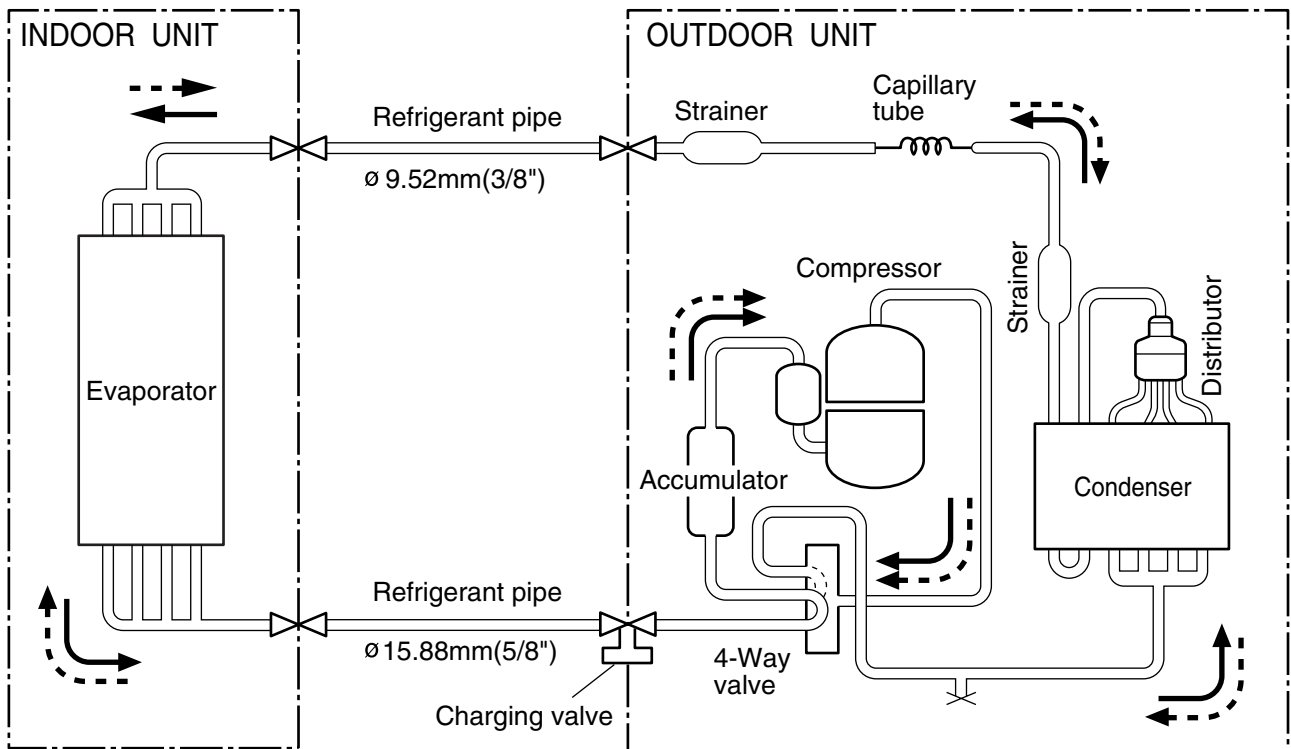 INDOOR UNIT
OUTDOOR UNIT
Refrigerant pipe
ø 9.52mm(3/8")
Strainer
Capillary
tube
Compressor
Strainer
Distributor
Evaporator
Accumulator
Condenser
Refrigerant pipe
ø 15.88mm(5/8")
4-Way
valve
Charging valve